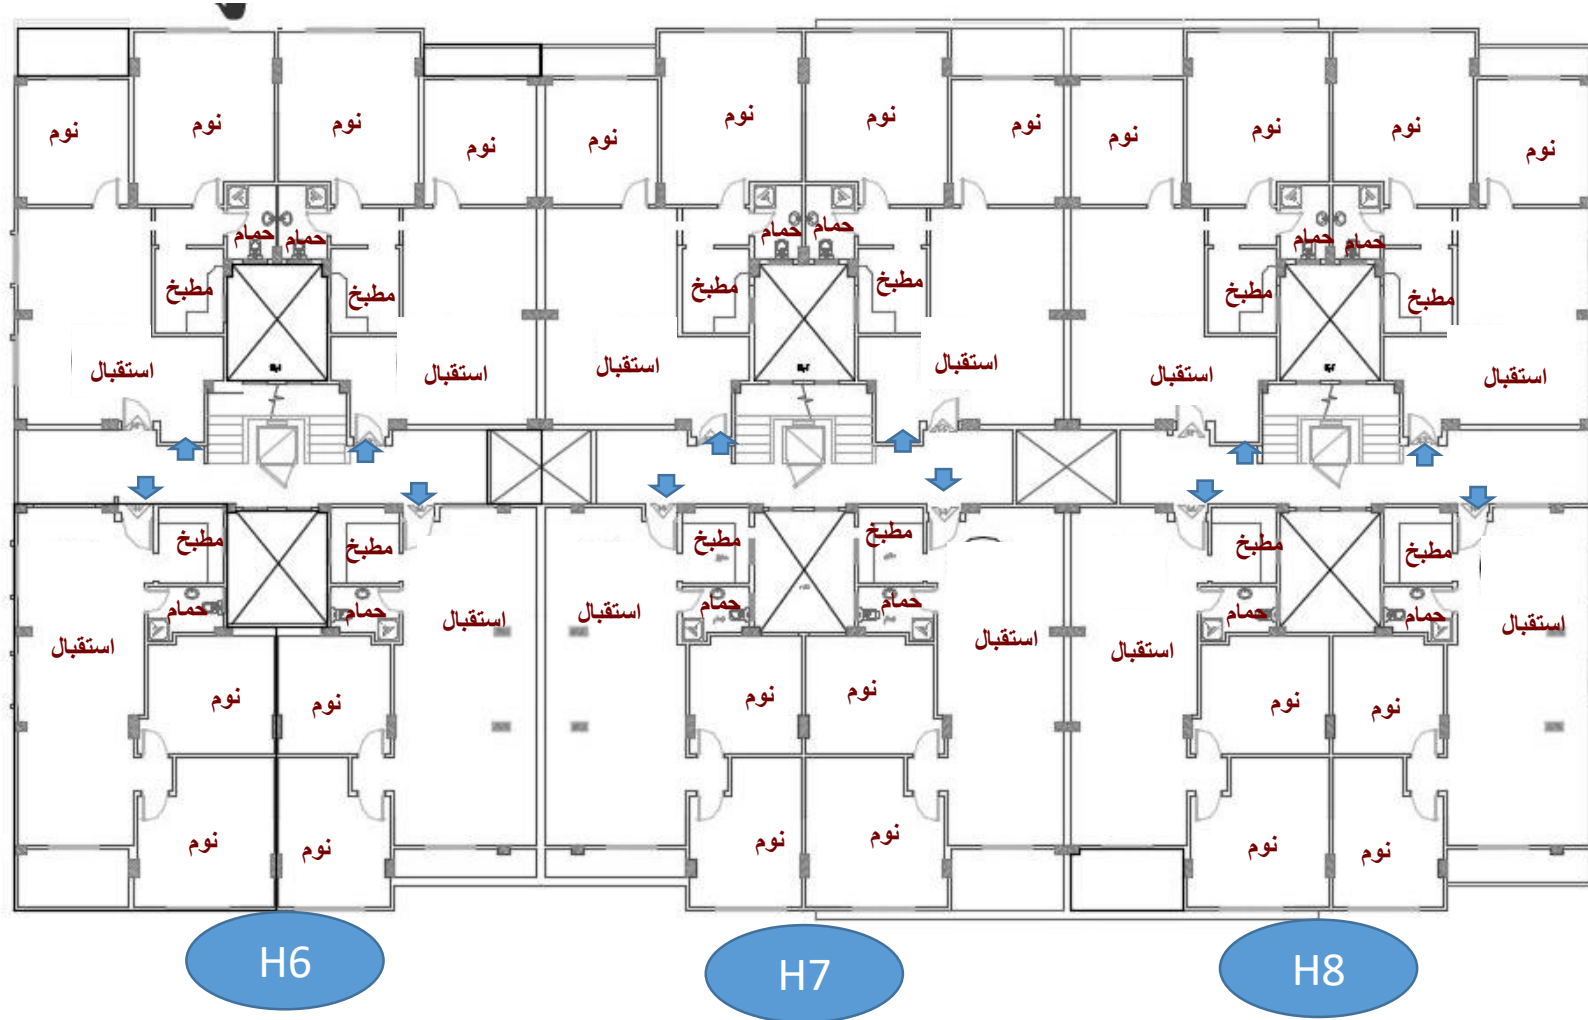 نوم نوم نوم نوم نوم نوم نوم نوم نوم نوم نوم نوم
حمام حمام حمام حمام حمام حمام
مطبخ مطبخ مطبخ مطبخ مطبخ مطبخ
استقبال استقبال استقبال استقبال استقبال استقبال
مطبخ مطبخ مطبخ مطبخ مطبخ مطبخ
حمام حمام حمام حمام حمام حمام
استقبال استقبال استقبال استقبال استقبال استقبال
نوم نوم نوم نوم نوم نوم
نوم نوم نوم نوم نوم نوم
H6 H7 H8